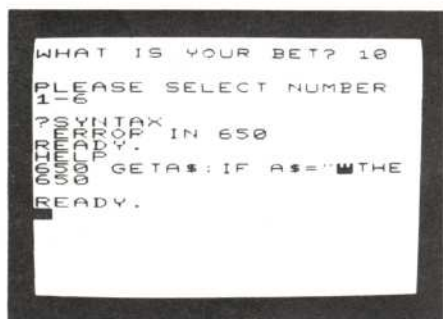 WHAT IS YOUR BET? 10
PLEASE SELECT NUMBER
1-6
?SYNTAX
ERROR IN 650
READY.
HELP
650 GETA$:IF A$="THE
650
READY.